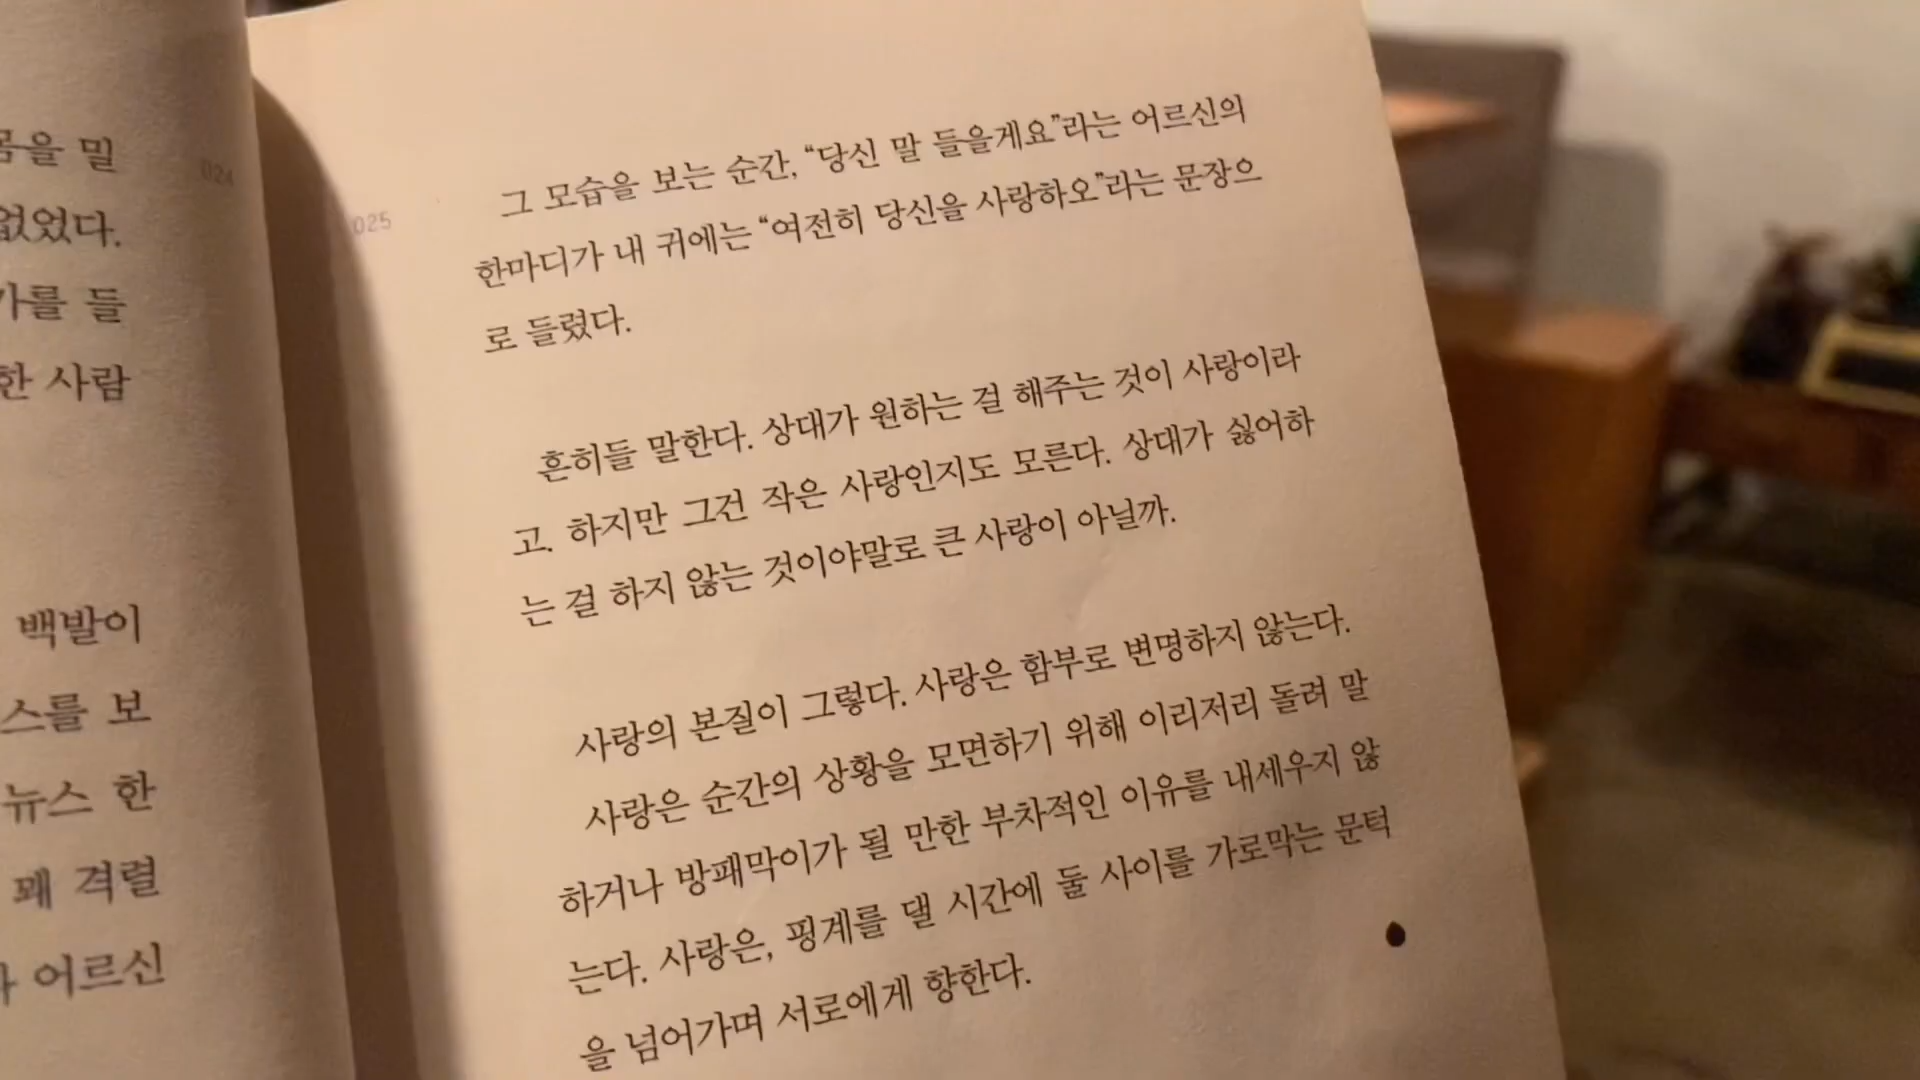 몸을 밀
없었다.
가를 들
한 사람
백발이
스를 보
뉴스 한
꽤 격렬
어르신
024
025
그 모습을 보는 순간, “당신 말 들을게요”라는 어르신의
한마디가 내 귀에는 “여전히 당신을 사랑하오”라는 문장으
로 들렸다.
흔히들 말한다. 상대가 원하는 걸 해주는 것이 사랑이라
고. 하지만 그건 작은 사랑인지도 모른다. 상대가 싫어하
는 걸 하지 않는 것이야말로 큰 사랑이 아닐까.
사랑의 본질이 그렇다. 사랑은 함부로 변명하지 않는다.
사랑은 순간의 상황을 모면하기 위해 이리저리 돌려 말
하거나 방패막이가 될 만한 부차적인 이유를 내세우지 않
는다. 사랑은, 핑계를 댈 시간에 둘 사이를 가로막는 문턱
을 넘어가며 서로에게 향한다.